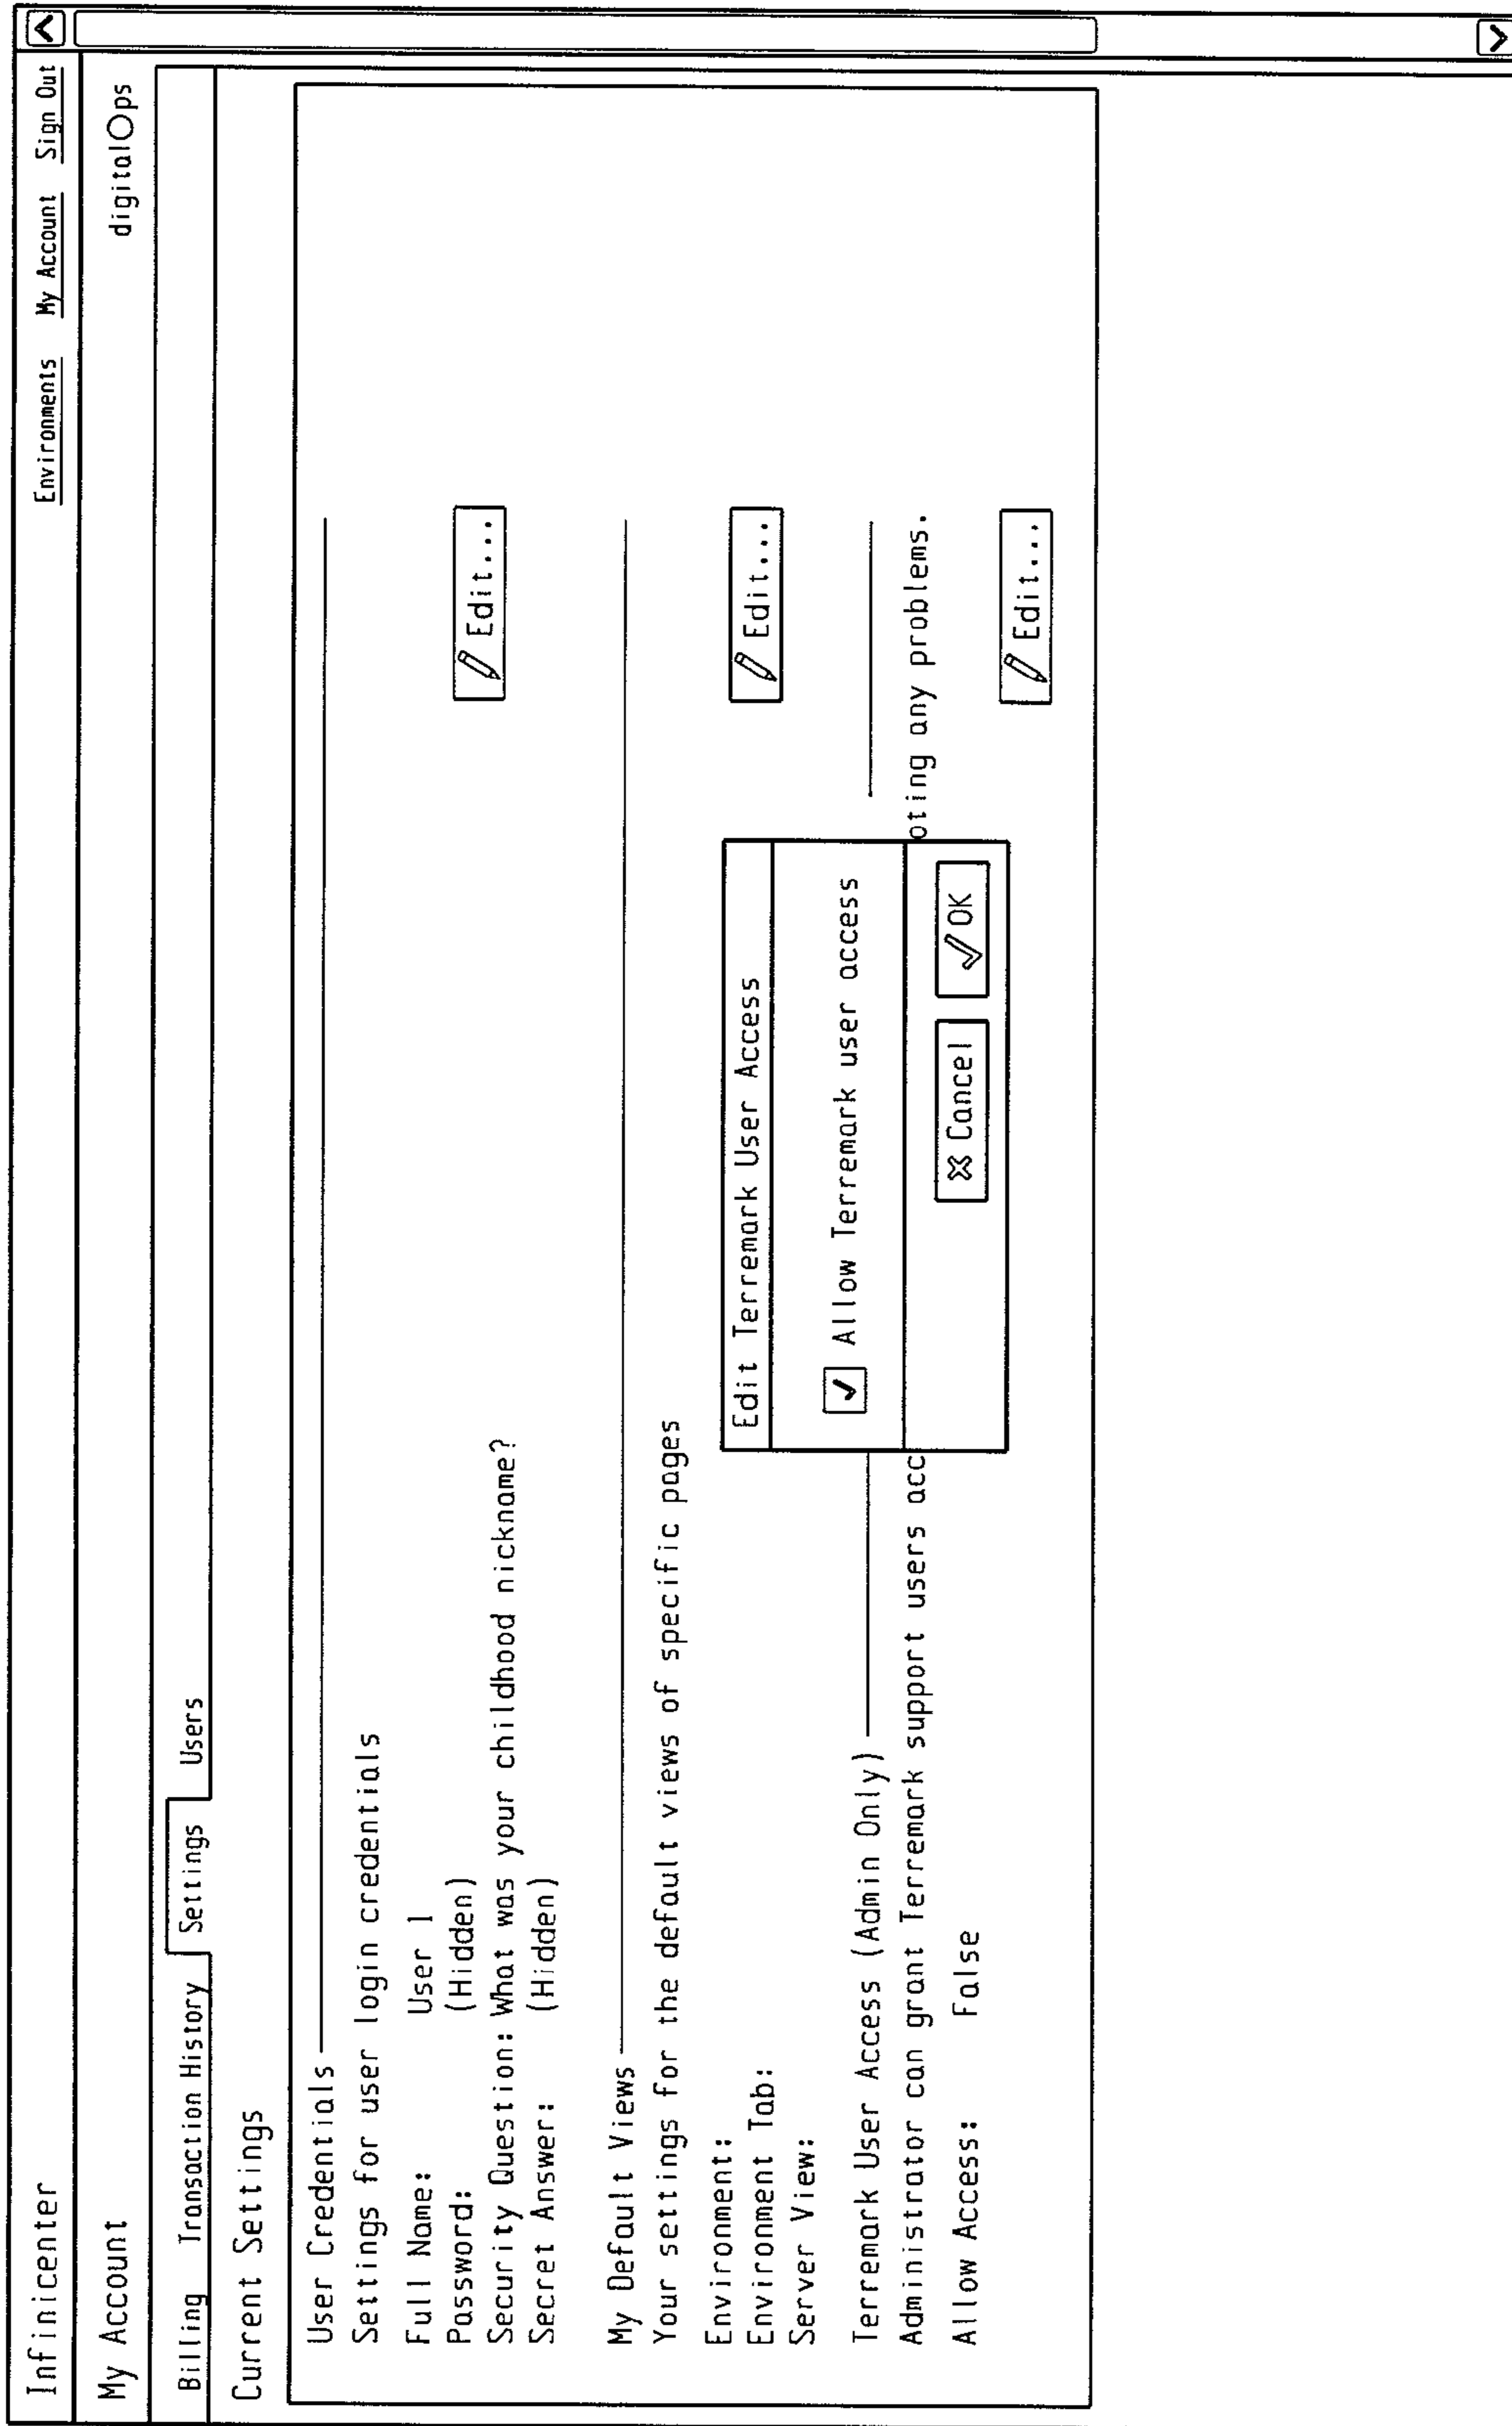 Infinicenter
Environments My Account Sign Out
My Account
digitalOps
Billing Transaction History Settings Users
Current Settings
User Credentials
Settings for user login credentials
Full Name: User 1
Password: (Hidden)
Security Question: What was your childhood nickname?
Secret Answer: (Hidden)
Edit...
My Default Views
Your settings for the default views of specific pages
Environment:
Environment Tab:
Server View:
Edit...
Terremark User Access (Admin Only)
Administrator can grant Terremark support users acc
oting any problems.
Allow Access: False
Edit...
Edit Terremark User Access
Allow Terremark user access
Cancel OK